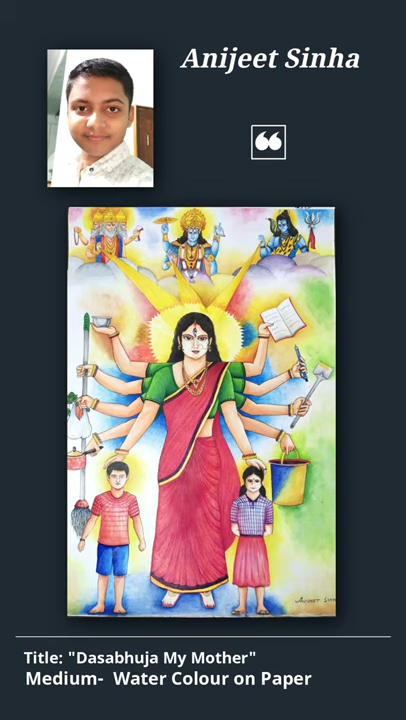 Anijeet Sinha
Title: "Dasabhuja My Mother"
Medium- Water Colour on Paper